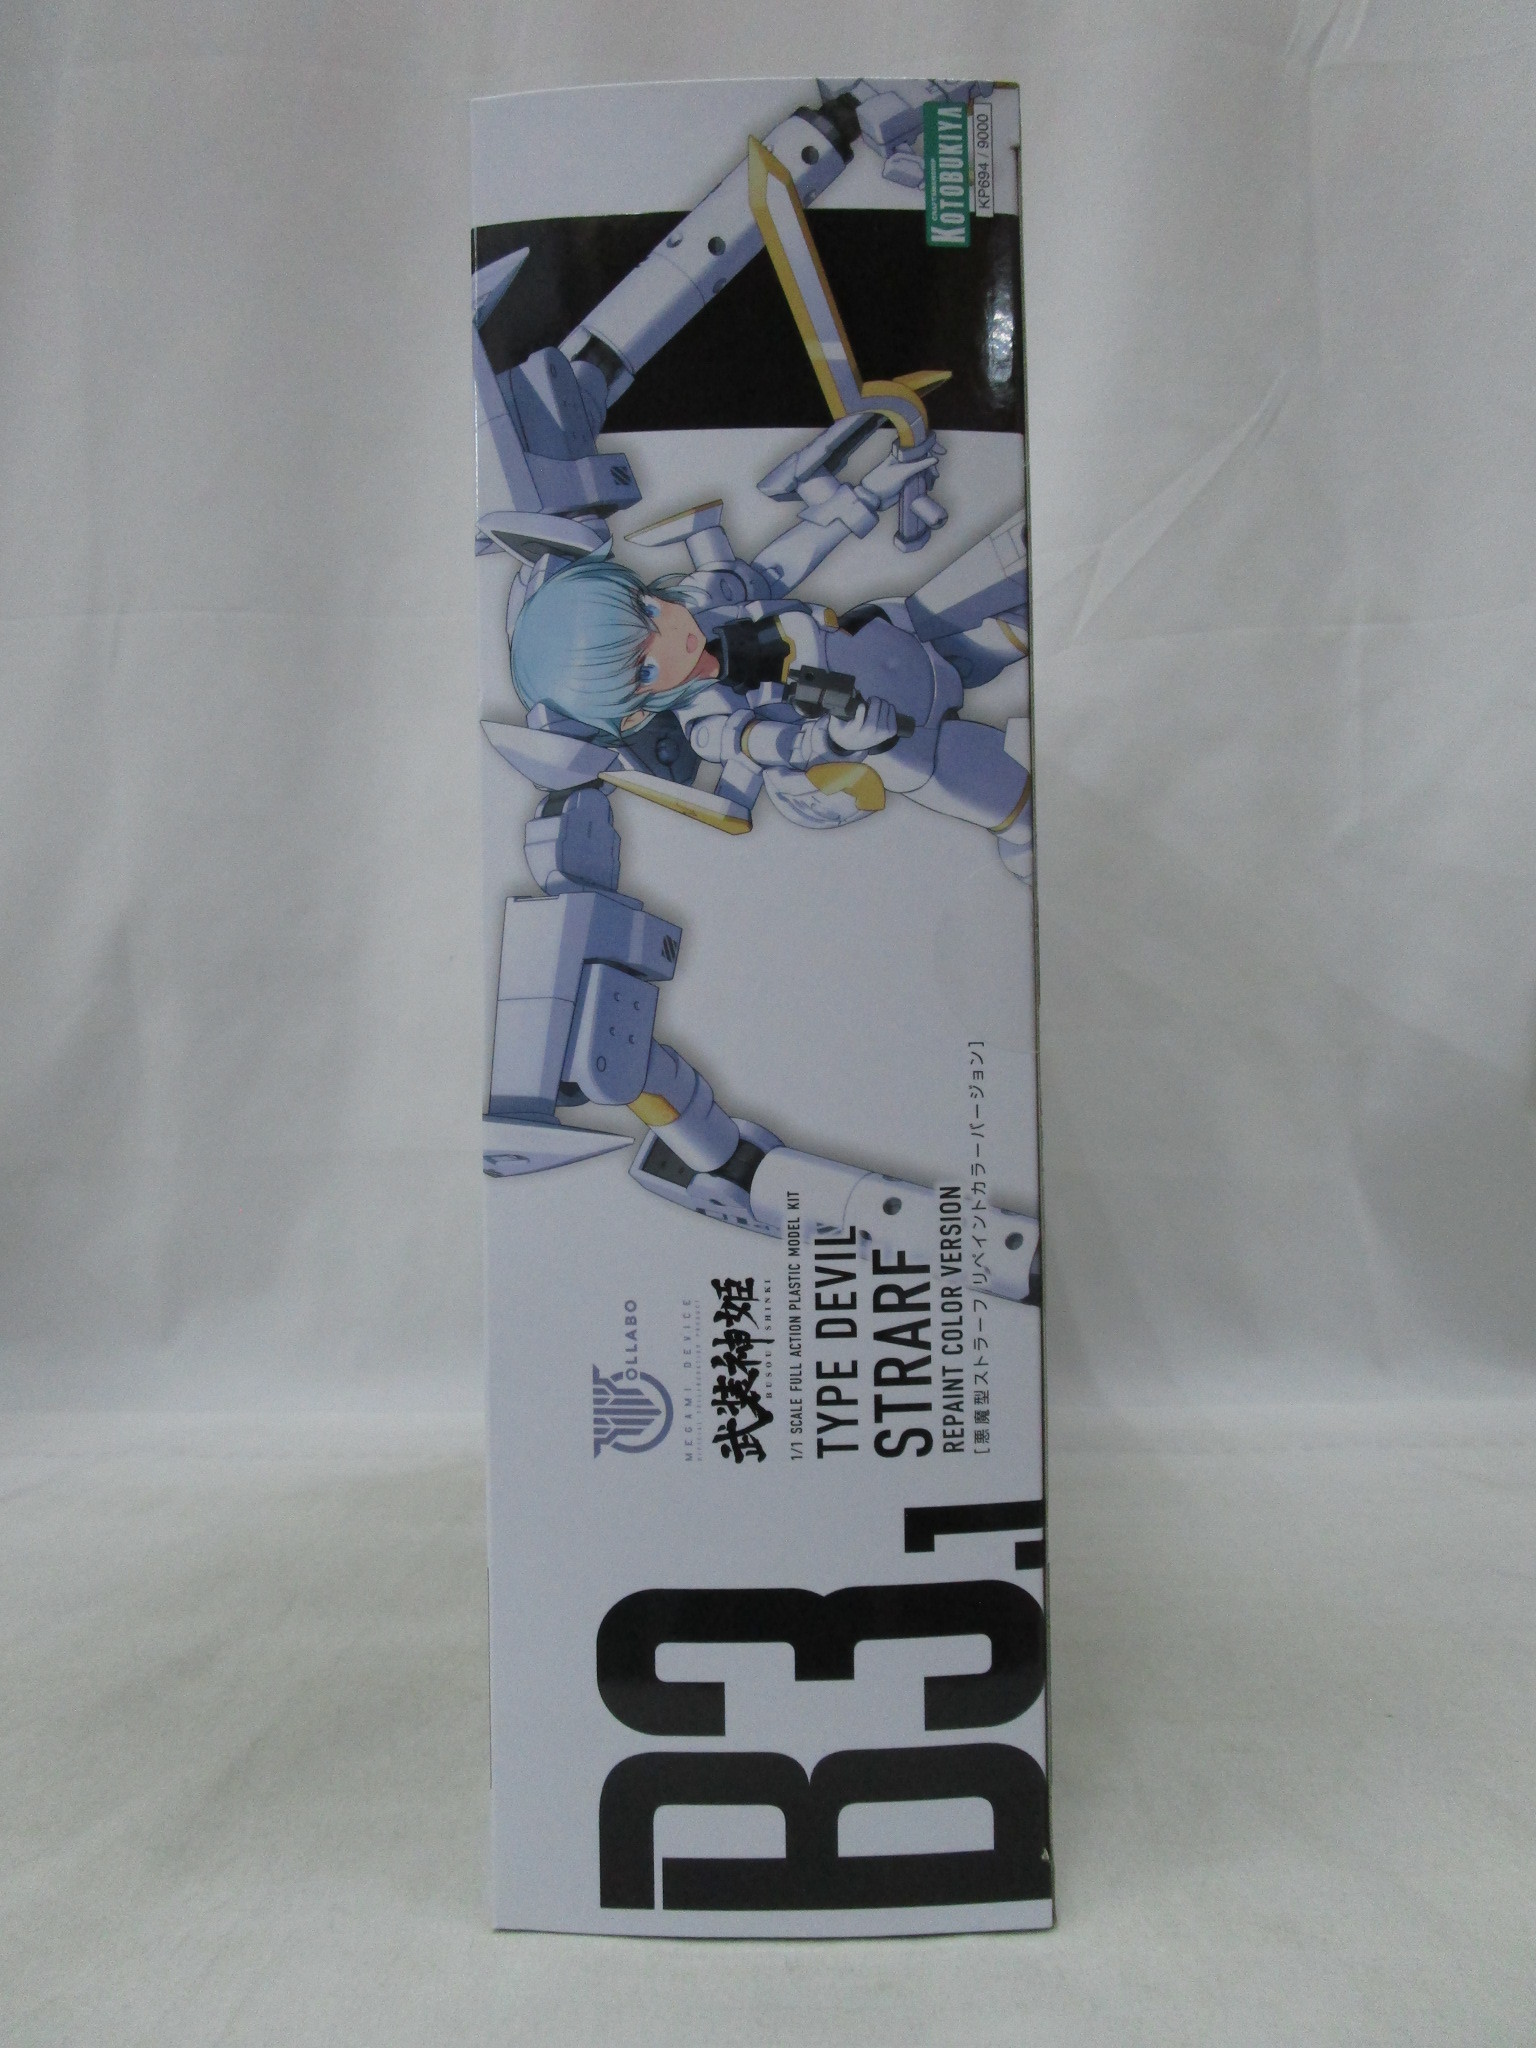 CRAFTSMANSHIP
KOTOBUKIYA
KP694 / 9000
OLLABO
MEGAMI DEVICE
武装神姫
BUSOU SHINKI
1/1 SCALE FULL ACTION PLASTIC MODEL KIT
TYPE DEVIL
STRARF
REPAINT COLOR VERSION
[悪魔型ストラーフ リペイントカラーバージョン]
B3.1